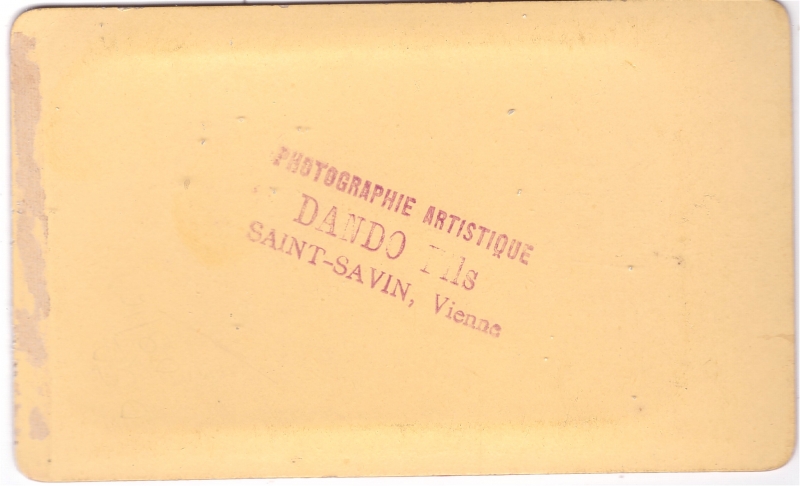 PHOTOGRAPHIE ARTISTIQUE
DANDO Fils
SAINT-SAVIN, Vienne